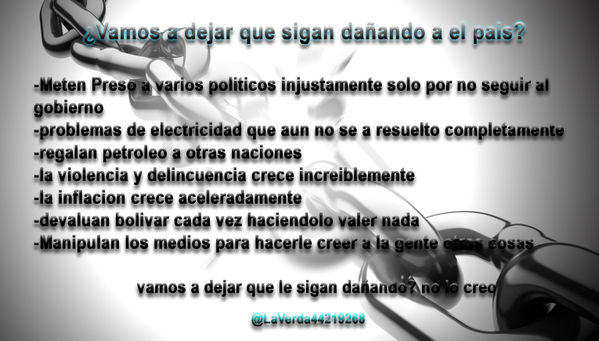 ¿Vamos a dejar que sigan dañando a el pais?
-Meten Preso a varios politicos injustamente solo por no seguir al
gobierno
-problemas de electricidad que aun no se a resuelto completamente
-regalan petroleo a otras naciones
-la violencia y delincuencia crece increiblemente
-la inflacion crece aceleradamente
-devaluan bolivar cada vez haciendolo valer nada
-Manipulan los medios para hacerle creer a la gente otras cosas
vamos a dejar que le sigan dañando? no lo creo
@LaVerda44219268